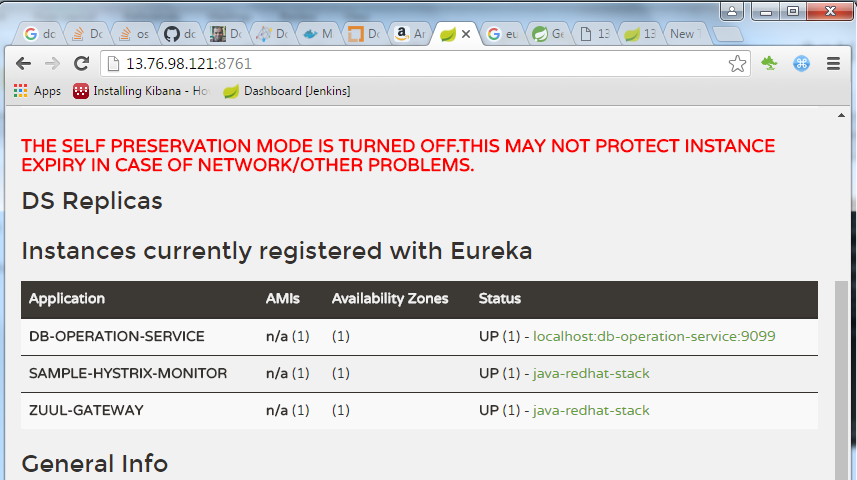 dc
Dc
os
dc
Dc
Dc
M
Dc
Ar
eu
Ge
13
13
New T
13.76.98.121:8761
Apps
Installing Kibana - Ho
Dashboard [Jenkins]
THE SELF PRESERVATION MODE IS TURNED OFF.THIS MAY NOT PROTECT INSTANCE
EXPIRY IN CASE OF NETWORK/OTHER PROBLEMS.
DS Replicas
Instances currently registered with Eureka
Application AMIs Availability Zones Status
DB-OPERATION-SERVICE n/a (1) (1) UP (1) - localhost:db-operation-service:9099
SAMPLE-HYSTRIX-MONITOR n/a (1) (1) UP (1) - java-redhat-stack
ZUUL-GATEWAY n/a (1) (1) UP (1) - java-redhat-stack
General Info